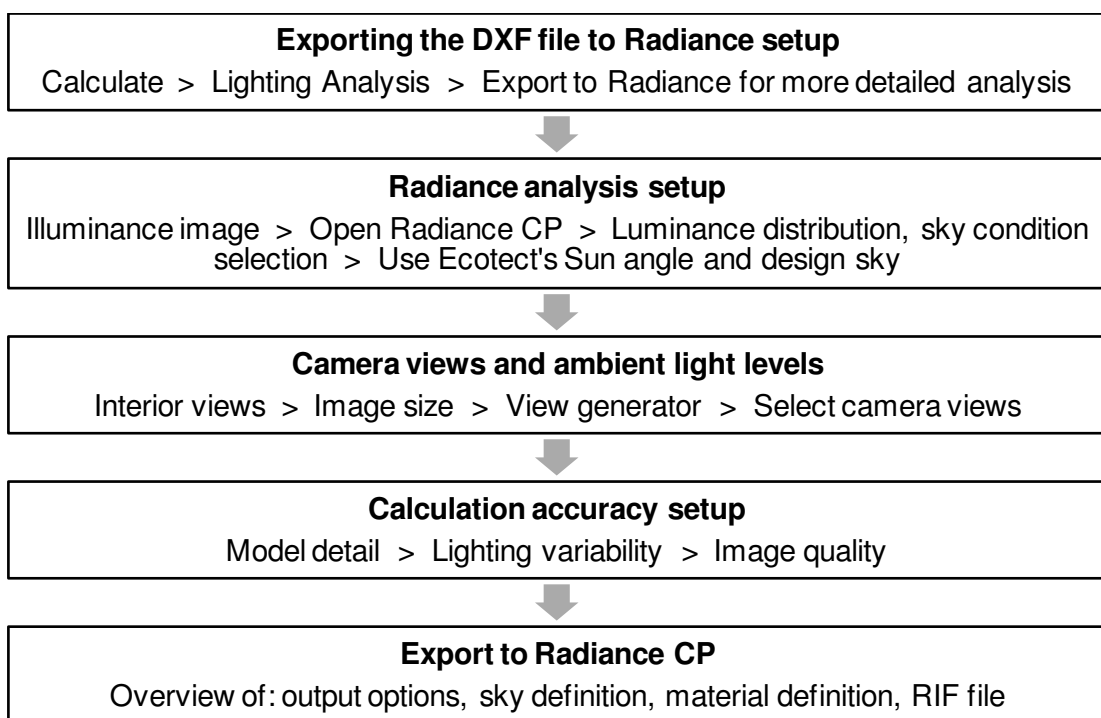 Exporting the DXF file to Radiance setup
Calculate > Lighting Analysis > Export to Radiance for more detailed analysis
Radiance analysis setup
Illuminance image > Open Radiance CP > Luminance distribution, sky condition
selection > Use Ecotect's Sun angle and design sky
Camera views and ambient light levels
Interior views > Image size > View generator > Select camera views
Calculation accuracy setup
Model detail > Lighting variability > Image quality
Export to Radiance CP
Overview of: output options, sky definition, material definition, RIF file